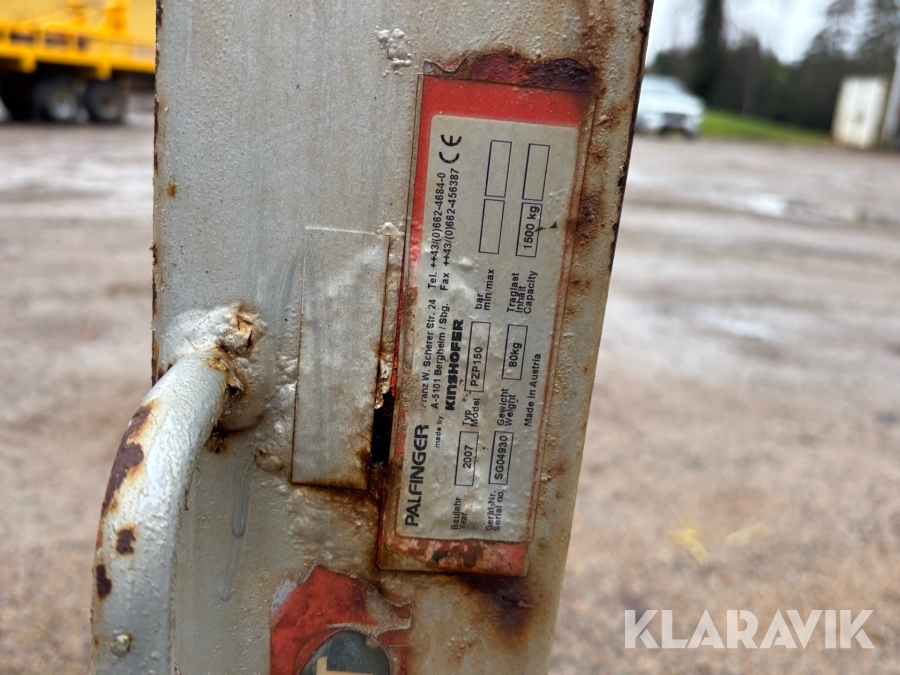 PALFINGER
Franz W. Scherer Str. 24
A-5101 Bergheim / Sbg.
Tel. ++43/(0)662-4684-0
Fax ++43/(0)662-456387
CE
made by KINSHOFER
Baujahr
Year
2007
Typ
Model
PZP150
bar
min/max
Gerät-Nr.
Serial no.
SG04930
Gewicht
Weight
80kg
Traglast
Inhalt
Capacity
1500 kg
Made in Austria
KLARAVIK